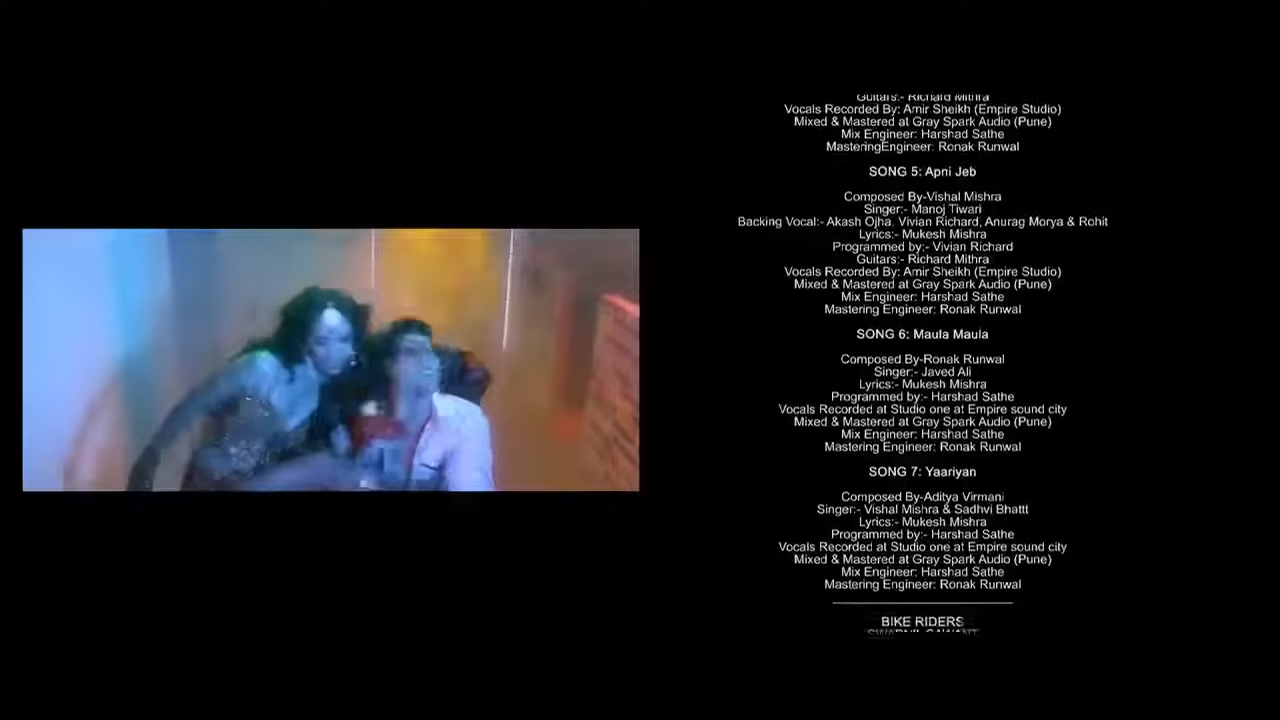 Guitars:- Richard Mithra
Vocals Recorded By: Amir Sheikh (Empire Studio)
Mixed & Mastered at Gray Spark Audio (Pune)
Mix Engineer: Harshad Sathe
MasteringEngineer: Ronak Runwal
SONG 5: Apni Jeb
Composed By-Vishal Mishra
Singer:- Manoj Tiwari
Backing Vocal:- Akash Ojha, Vivian Richard, Anurag Morya & Rohit
Lyrics:- Mukesh Mishra
Programmed by:- Vivian Richard
Guitars:- Richard Mithra
Vocals Recorded By: Amir Sheikh (Empire Studio)
Mixed & Mastered at Gray Spark Audio (Pune)
Mix Engineer: Harshad Sathe
Mastering Engineer: Ronak Runwal
SONG 6: Maula Maula
Composed By-Ronak Runwal
Singer:- Javed Ali
Lyrics:- Mukesh Mishra
Programmed by:- Harshad Sathe
Vocals Recorded at Studio one at Empire sound city
Mixed & Mastered at Gray Spark Audio (Pune)
Mix Engineer: Harshad Sathe
Mastering Engineer: Ronak Runwal
SONG 7: Yaariyan
Composed By-Aditya Virmani
Singer:- Vishal Mishra & Sadhvi Bhattt
Lyrics:- Mukesh Mishra
Programmed by:- Harshad Sathe
Vocals Recorded at Studio one at Empire sound city
Mixed & Mastered at Gray Spark Audio (Pune)
Mix Engineer: Harshad Sathe
Mastering Engineer: Ronak Runwal
BIKE RIDERS